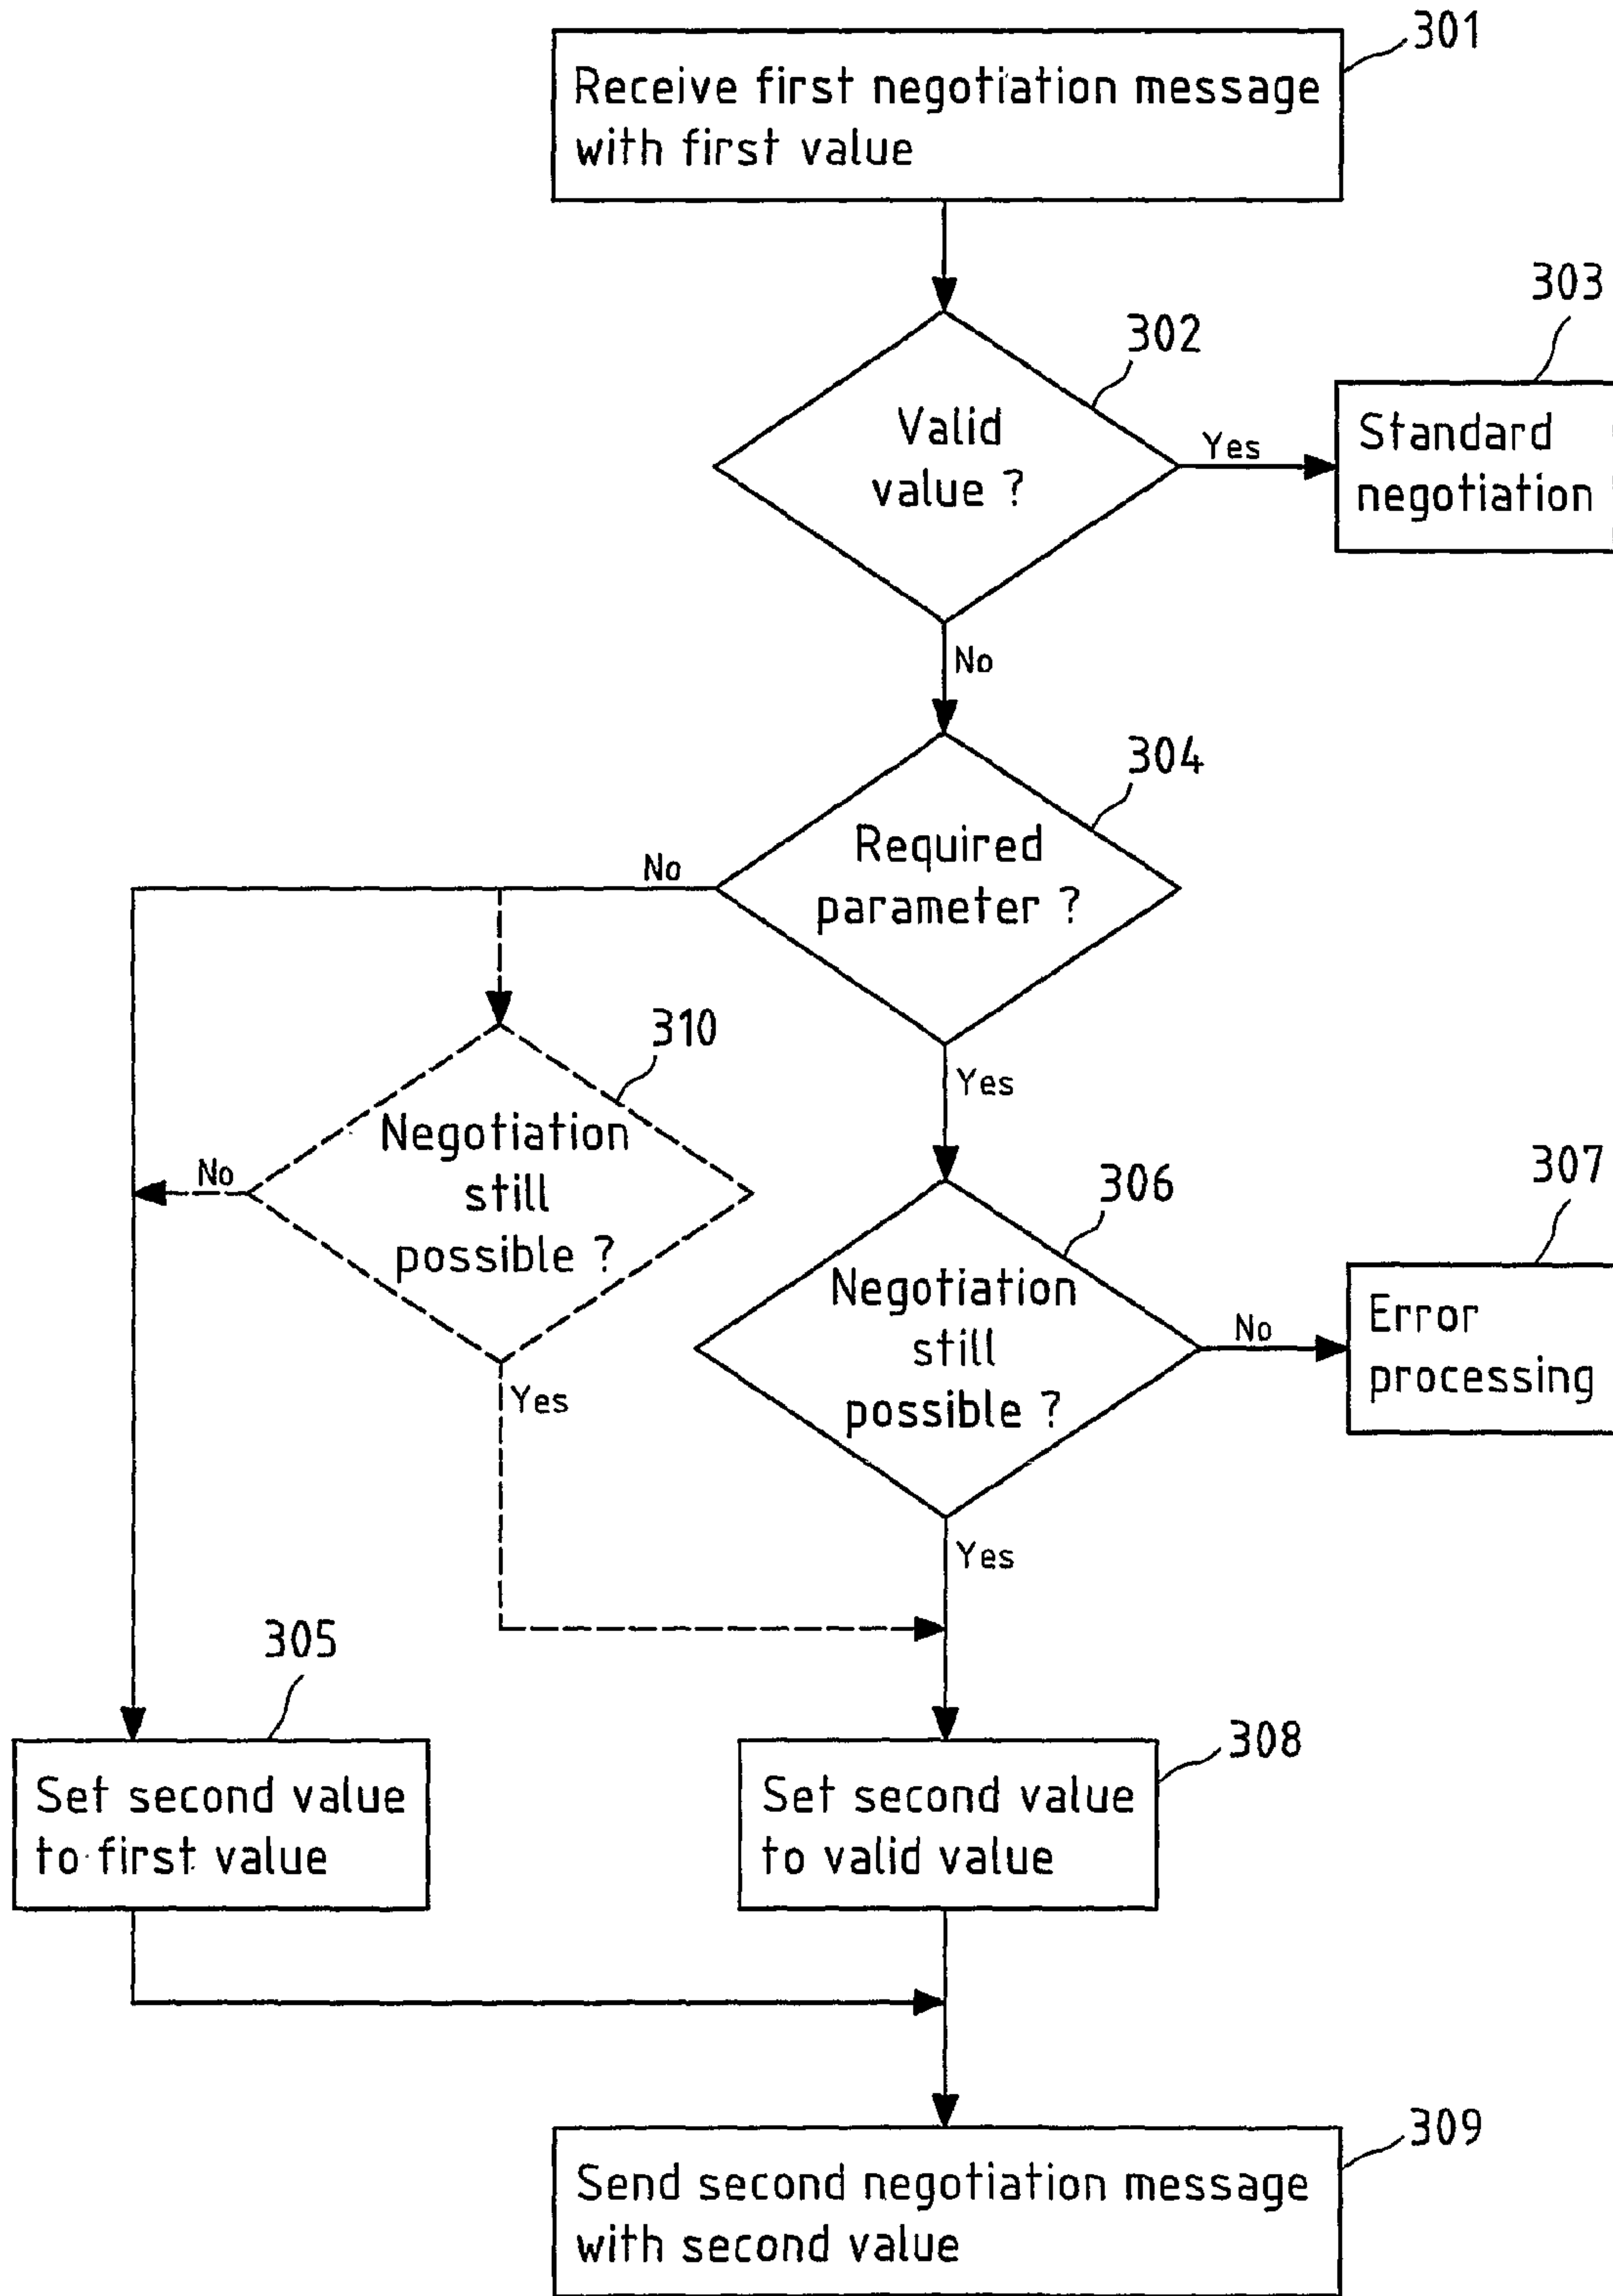 301
Receive first negotiation message
with first value
303
302
Valid
value ?
Yes
Standard
negotiation
No
304
Required
parameter ?
No
310
Yes
Negotiation
still
possible ?
No
306
307
Negotiation
still
possible ?
No
Error
processing
Yes
Yes
305
308
Set second value
to first value
Set second value
to valid value
309
Send second negotiation message
with second value